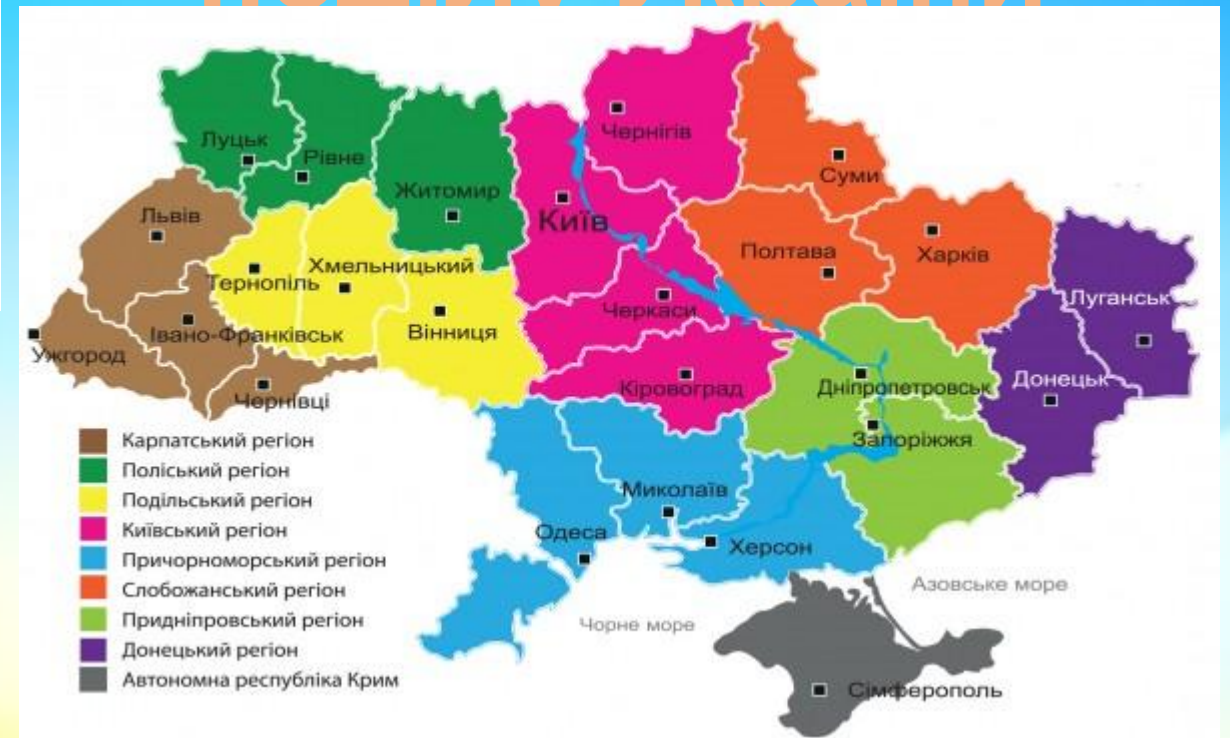 України
Чернігів
Луцьк
Рівне
Суми
Житомир
Львів
Київ
Полтава
Харків
Хмельницький
Тернопіль
Луганськ
Черкаси
Вінниця
Івано-Франківськ
Ужгород
Дніпропетровськ
Донецьк
Кіровоград
Чернівці
Запоріжжя
Миколаїв
Одеса
Херсон
Азовське море
Чорне море
Сімферополь
Карпатський регіон
Поліський регіон
Подільський регіон
Київський регіон
Причорноморський регіон
Слобожанський регіон
Придніпровський регіон
Донецький регіон
Автономна республіка Крим